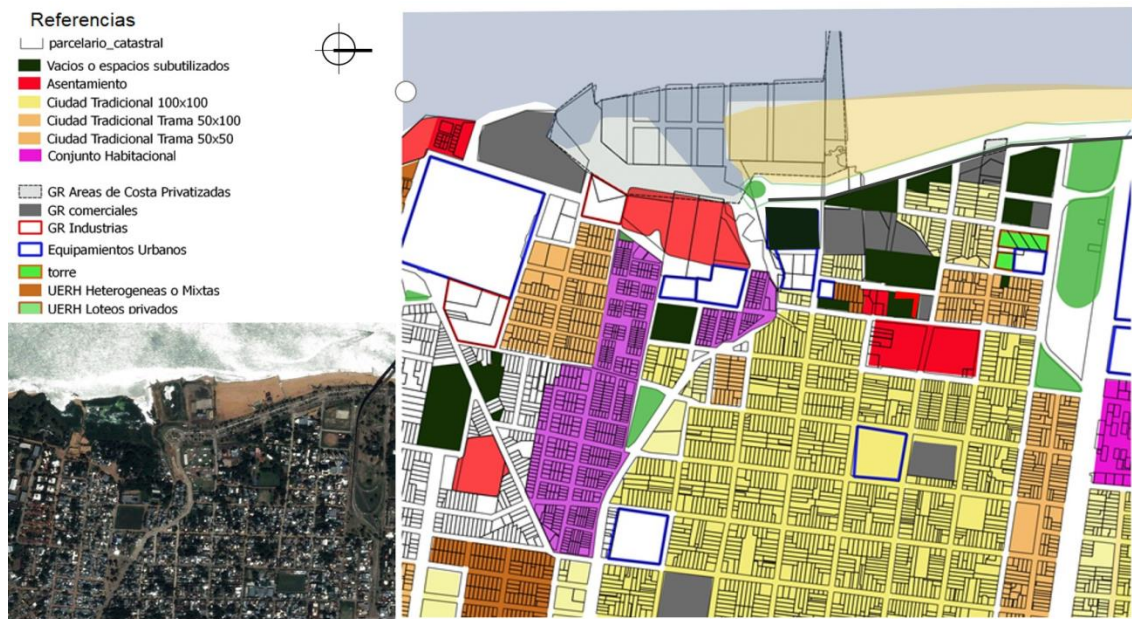 Referencias
parcelario_catastral
Vacios o espacios subutilizados
Asentamiento
Ciudad Tradicional 100x100
Ciudad Tradicional Trama 50x100
Ciudad Tradicional Trama 50x50
Conjunto Habitacional
GR Areas de Costa Privatizadas
GR comerciales
GR Industrias
Equipamientos Urbanos
torre
UERH Heterogeneas o Mixtas
UERH Loteos privados